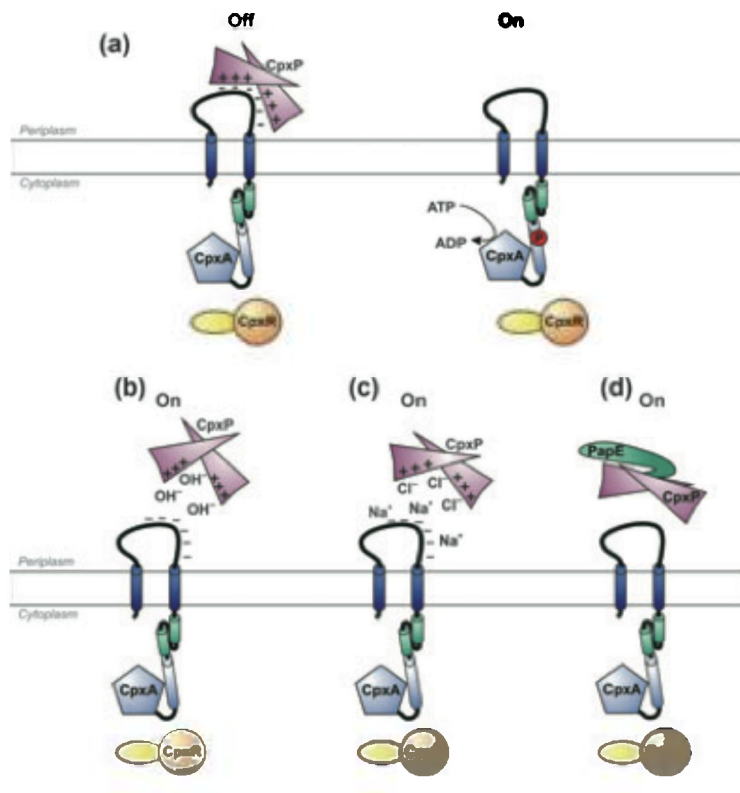 Off
On
(a)
CpxP
+ + +
− − −
+
+
+
−
−
−
Periplasm
Cytoplasm
ATP
ADP
P
CpxA
CpxA
CpxR
CpxR
(b)
On
(c)
On
(d)
On
CpxP
+++
OH⁻
OH⁻
OH⁻
+++
− − −
−
−
−
CpxP
+ + +
+++
Cl⁻
Cl⁻
Cl⁻
Na⁺
Na⁺
Na⁺
− − −
−
−
−
PapE
CpxP
Periplasm
Cytoplasm
CpxA
CpxA
CpxA
CpxR